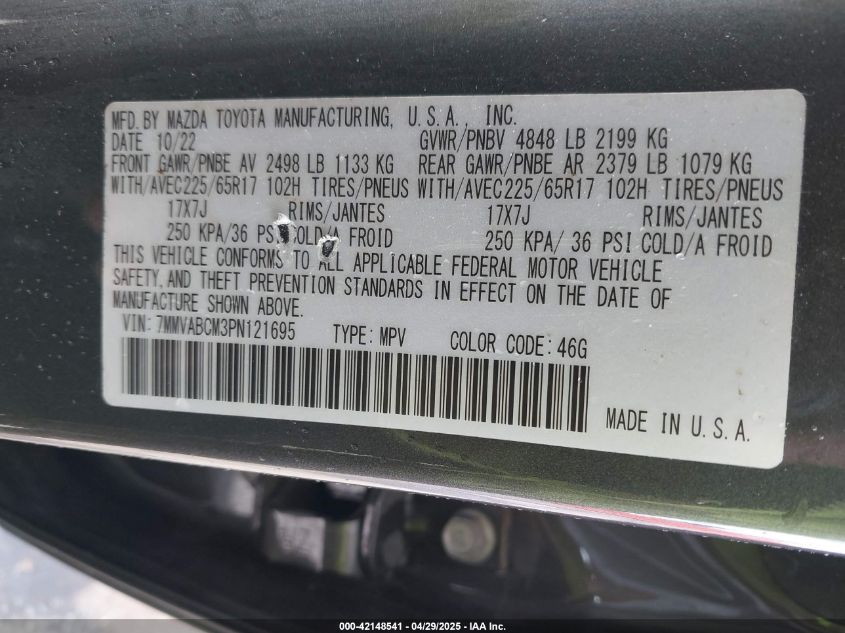 MFD. BY MAZDA TOYOTA MANUFACTURING, U.S.A., INC.
DATE 10/22 GVWR/PNBV 4848 LB 2199 KG
FRONT GAWR/PNBE AV 2498 LB 1133 KG REAR GAWR/PNBE AR 2379 LB 1079 KG
WITH/AVEC225/65R17 102H TIRES/PNEUS WITH/AVEC225/65R17 102H TIRES/PNEUS
17X7J RIMS/JANTES 17X7J RIMS/JANTES
250 KPA/36 PSI COLD/A FROID 250 KPA/ 36 PSI COLD/A FROID
THIS VEHICLE CONFORMS TO ALL APPLICABLE FEDERAL MOTOR VEHICLE
SAFETY, AND THEFT PREVENTION STANDARDS IN EFFECT ON THE DATE OF
MANUFACTURE SHOWN ABOVE.
VIN: 7MMVABCM3PN121695 TYPE: MPV COLOR CODE: 46G
MADE IN U.S.A.
000-42148541 / 04/29/2025 - IAA Inc.